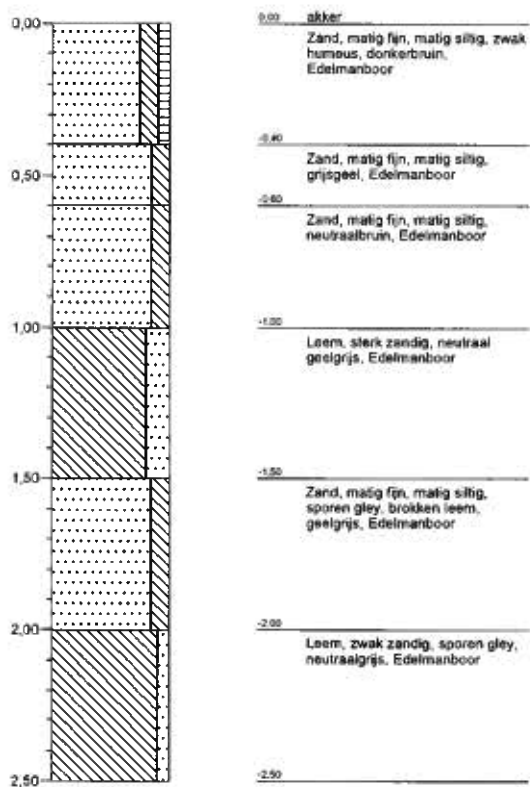 0,00
0,50
1,00
1,50
2,00
2,50
0,00
akker
Zand, matig fijn, matig siltig, zwak
humeus, donkerbruin,
Edelmanboor
-0,40
Zand, matig fijn, matig siltig,
grijsgeel, Edelmanboor
-0,60
Zand, matig fijn, matig siltig,
neutraalbruin, Edelmanboor
-1,00
Leem, sterk zandig, neutraal
geelgrijs, Edelmanboor
-1,50
Zand, matig fijn, matig siltig,
sporen gley, brokken leem,
geelgrijs, Edelmanboor
-2,00
Leem, zwak zandig, sporen gley,
neutraalgrijs, Edelmanboor
-2,50